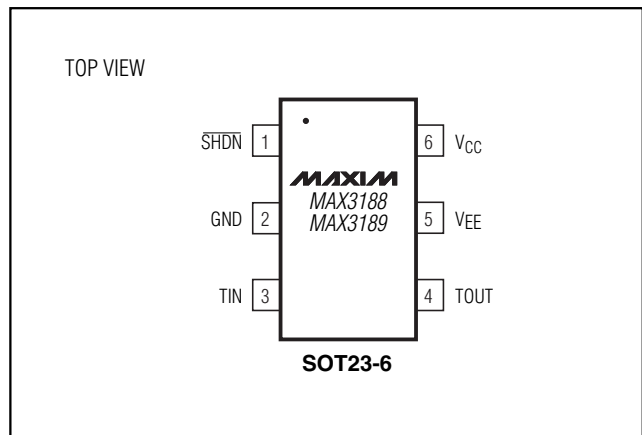 TOP VIEW
SHDN 1
6 VCC
MAXIM
MAX3188
MAX3189
GND 2
5 VEE
TIN 3
4 TOUT
SOT23-6